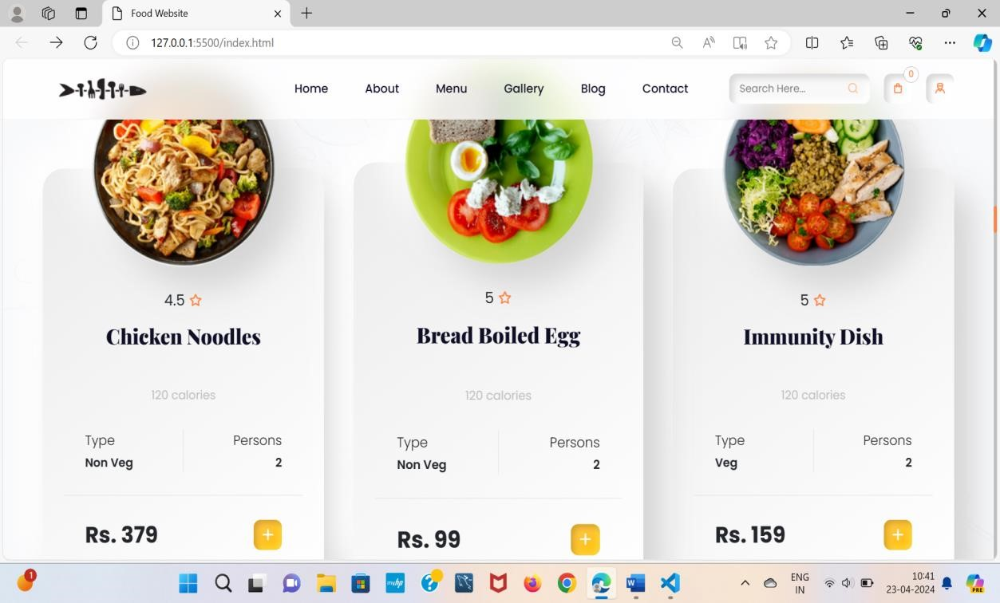 Food Website
127.0.0.1:5500/index.html
Home About Menu Gallery Blog Contact Search Here... 0
4.5
Chicken Noodles
120 calories
Type Persons
Non Veg 2
Rs. 379 +
5
Bread Boiled Egg
120 calories
Type Persons
Non Veg 2
Rs. 99 +
5
Immunity Dish
120 calories
Type Persons
Veg 2
Rs. 159 +
1
myhp
W
ENG
IN
10:41
23-04-2024
PRE